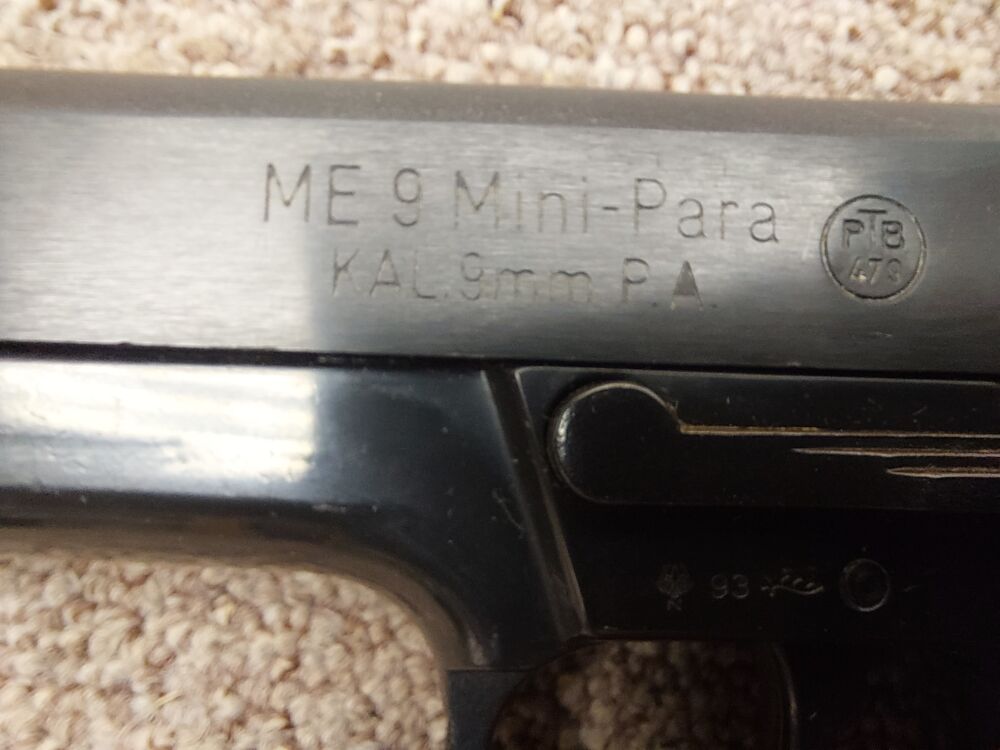 ME 9 Mini-Para
KAL.9mm P.A.
PTB
473
93